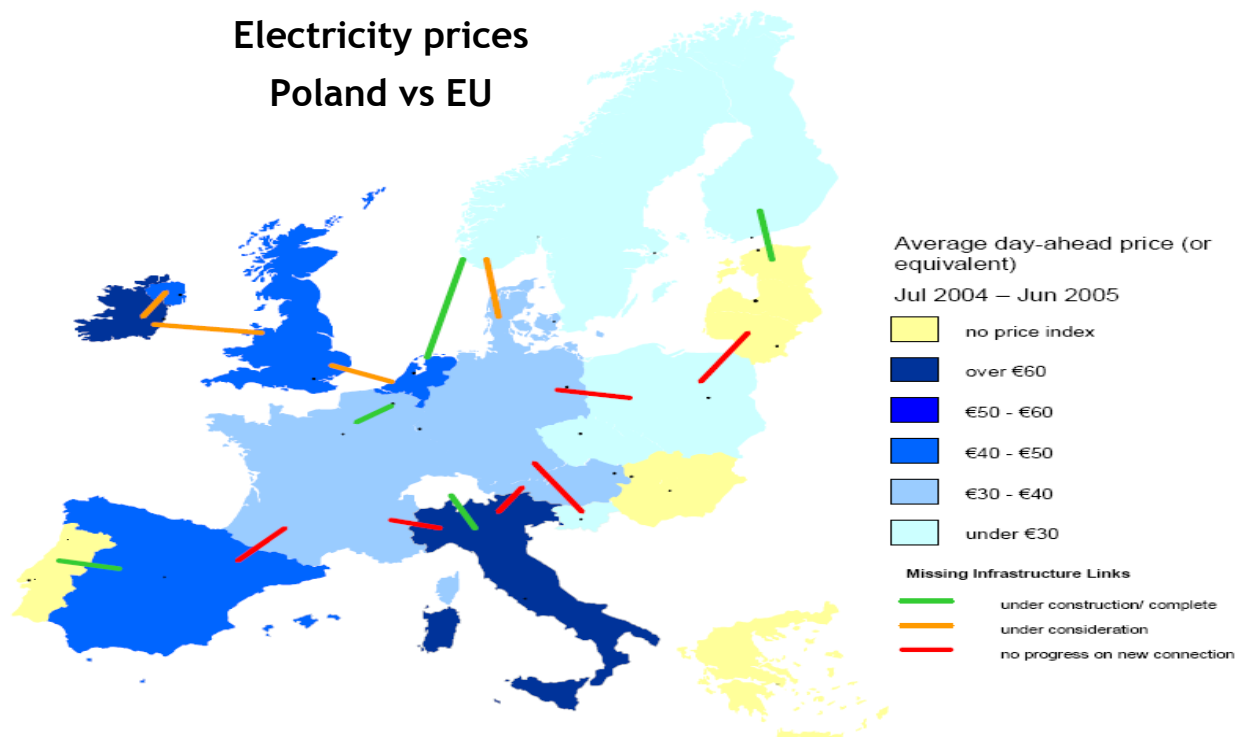 Electricity prices
Poland vs EU
Average day-ahead price (or
equivalent)
Jul 2004 – Jun 2005
no price index
over €60
€50 - €60
€40 - €50
€30 - €40
under €30
Missing Infrastructure Links
under construction/ complete
under consideration
no progress on new connection